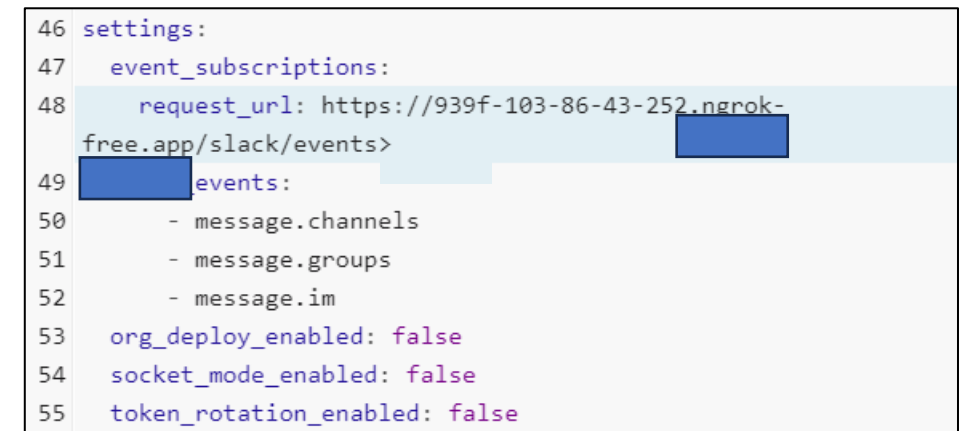 46 settings:
47 event_subscriptions:
48 request_url: https://939f-103-86-43-252.ngrok-
free.app/slack/events>
49 _events:
50 - message.channels
51 - message.groups
52 - message.im
53 org_deploy_enabled: false
54 socket_mode_enabled: false
55 token_rotation_enabled: false